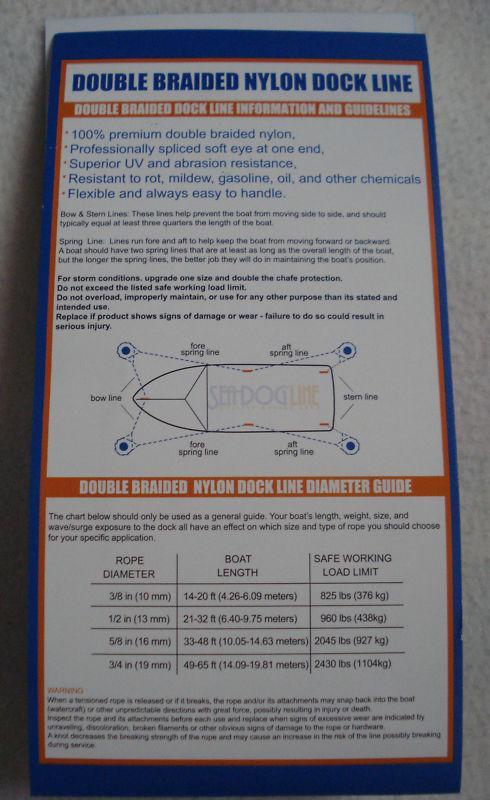 DOUBLE BRAIDED NYLON DOCK LINE
DOUBLE BRAIDED DOCK LINE INFORMATION AND GUIDELINES
· 100% premium double braided nylon,
· Professionally spliced soft eye at one end,
· Superior UV and abrasion resistance,
· Resistant to rot, mildew, gasoline, oil, and other chemicals
· Flexible and always easy to handle.
Bow & Stern Lines: These lines help prevent the boat from moving side to side, and should
typically equal at least three quarters the length of the boat.
Spring Line: Lines run fore and aft to help keep the boat from moving forward or backward.
A boat should have two spring lines that are at least as long as the overall length of the boat,
but the longer the spring lines, the better job they will do in maintaining the boat's position.
For storm conditions. upgrade one size and double the chafe protection.
Do not exceed the listed safe working load limit.
Do not overload, improperly maintain, or use for any other purpose than its stated and
intended use.
Replace if product shows signs of damage or wear - failure to do so could result in
serious injury.
fore spring line
aft spring line
bow line
SEA-DOG LINE
stern line
fore spring line
aft spring line
DOUBLE BRAIDED NYLON DOCK LINE DIAMETER GUIDE
The chart below should only be used as a general guide. Your boat's length, weight, size, and
wave/surge exposure to the dock all have an effect on which size and type of rope you should choose
for your specific application.
ROPE DIAMETER BOAT LENGTH SAFE WORKING LOAD LIMIT
3/8 in (10 mm) 14-20 ft (4.26-6.09 meters) 825 lbs (376 kg)
1/2 in (13 mm) 21-32 ft (6.40-9.75 meters) 960 lbs (438kg)
5/8 in (16 mm) 33-48 ft (10.05-14.63 meters) 2045 lbs (927 kg)
3/4 in (19 mm) 49-65 ft (14.09-19.81 meters) 2430 lbs (1104kg)
WARNING
When a tensioned rope is released or if it breaks, the rope and/or its attachments may snap back into the boat
(watercraft) or other unpredictable directions with great force, possibly resulting in injury or death.
Inspect the rope and its attachments before each use and replace when signs of excessive wear are indicated by
unraveling, discoloration, broken filaments or other obvious signs of damage to the rope or hardware.
A knot decreases the breaking strength of the rope and may cause an increase in the risk of the line possibly breaking
during service.